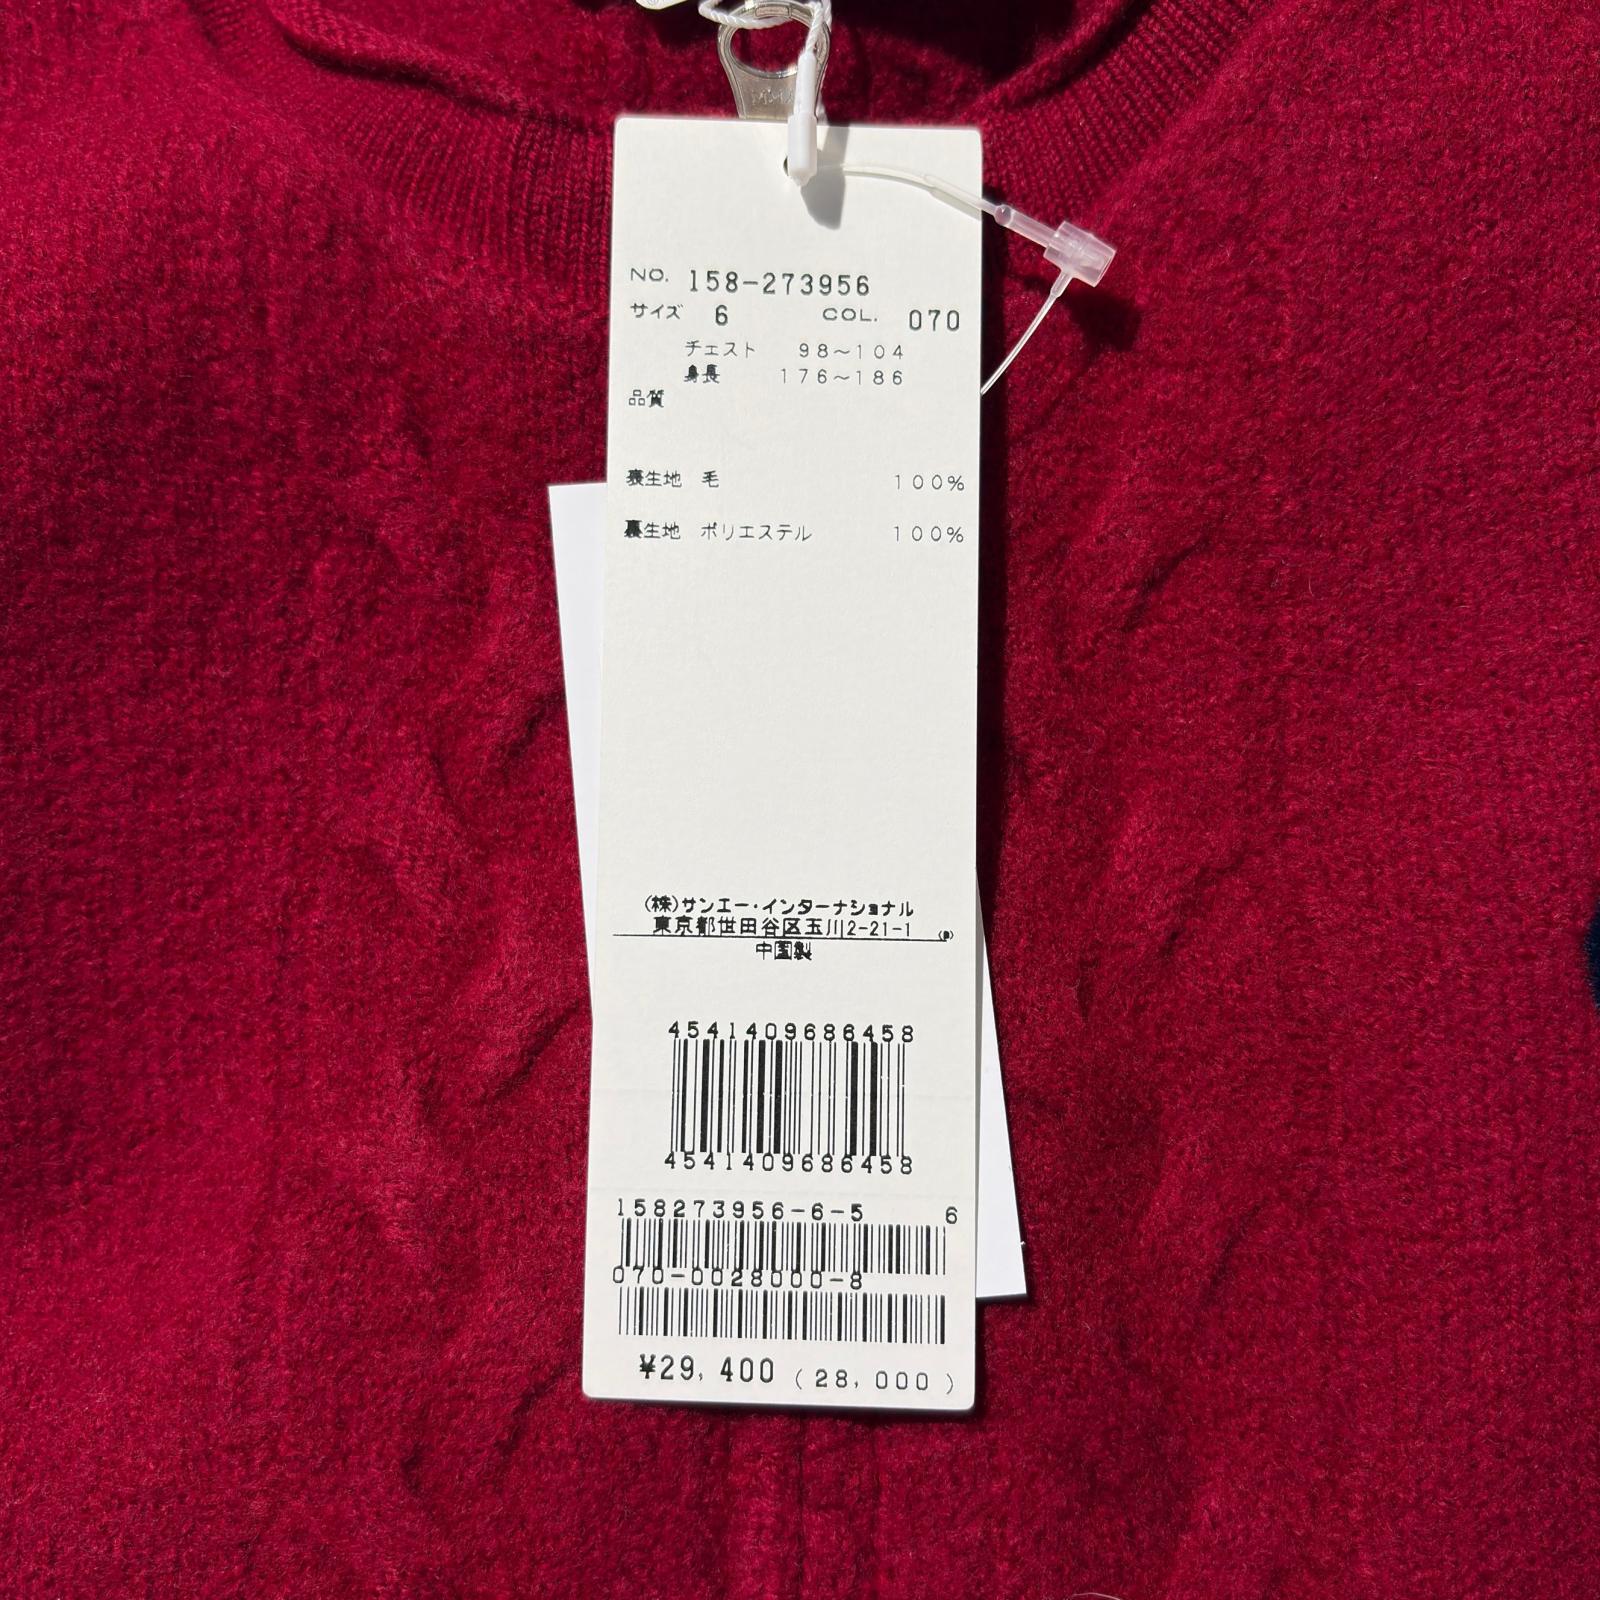 NO. 158-273956
サイズ 6 COL. 070
チェスト 98~104
身長 176~186
品質
表生地 毛 100%
裏生地 ポリエステル 100%
(株)サンエー・インターナショナル
東京都世田谷区玉川2-21-1
中国製
4541409686458
4541409686458
158273956-6-5 6
070-0028000-8
¥29,400 (28,000)